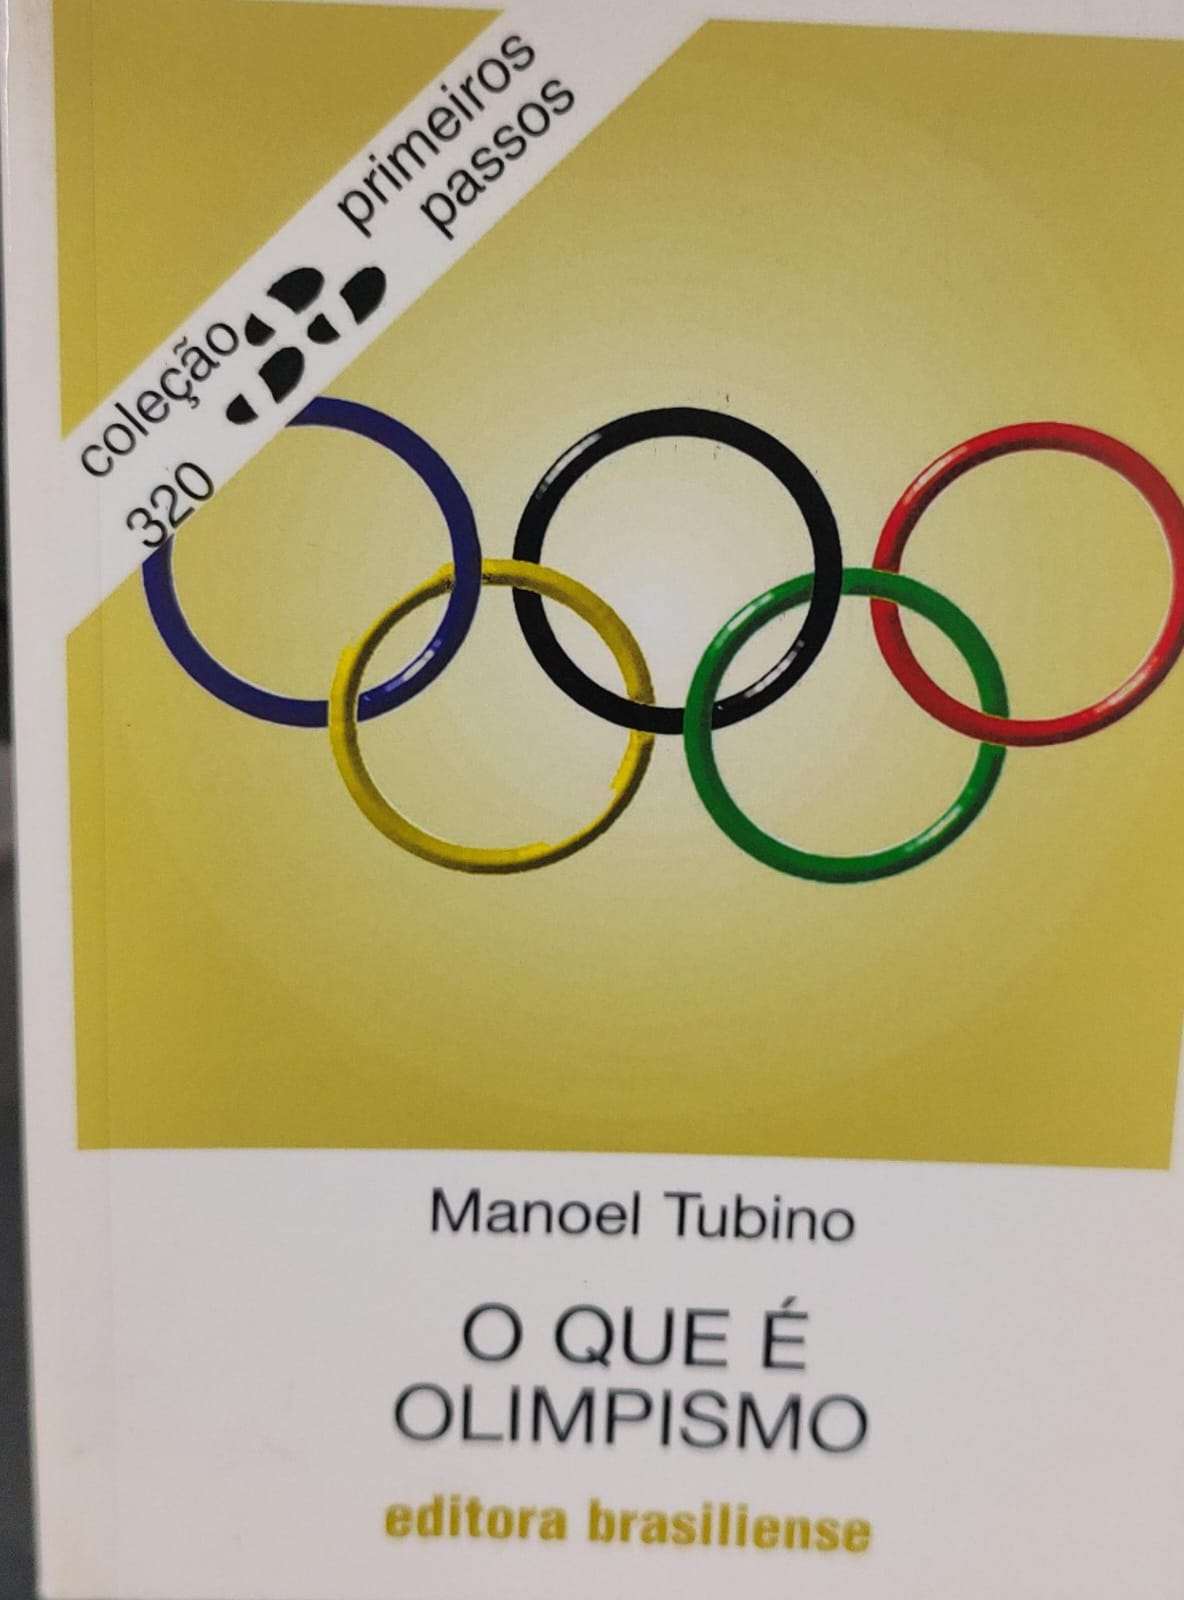 coleção primeiros
320 passos
Manoel Tubino
O QUE É
OLIMPISMO
editora brasiliense